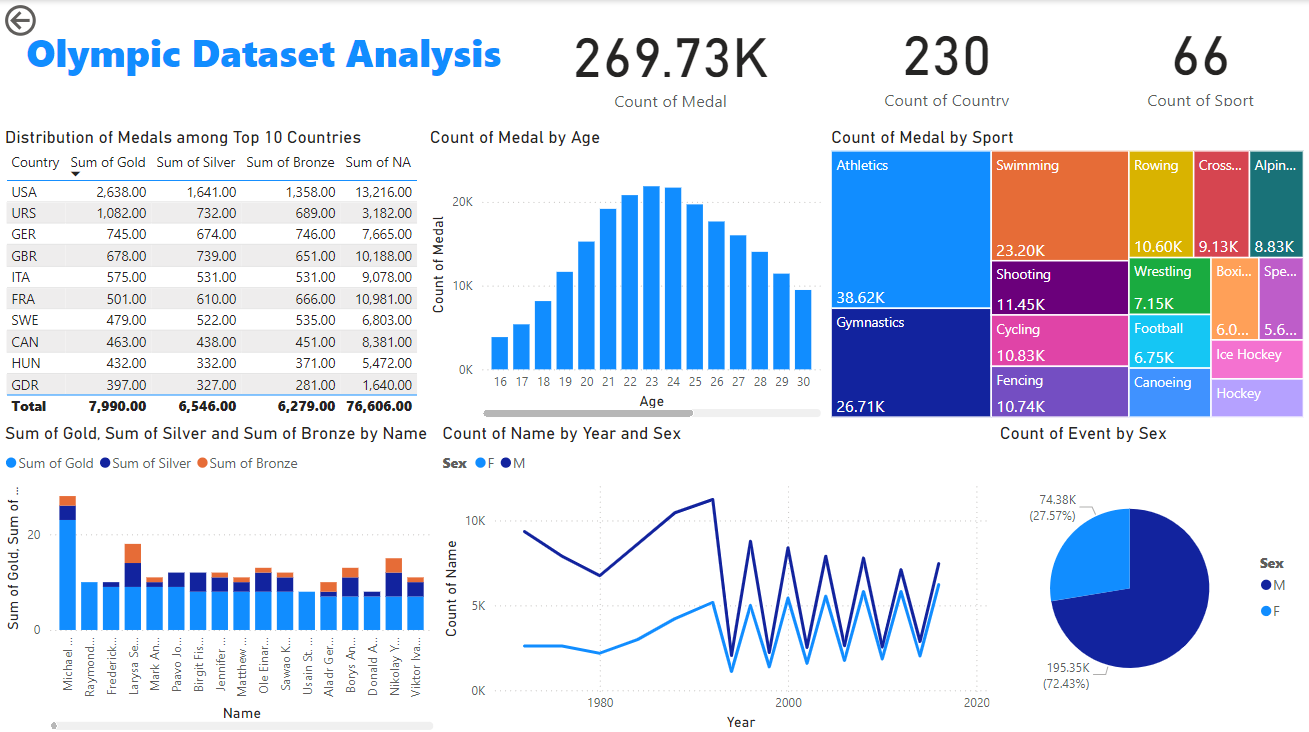 Olympic Dataset Analysis
269.73K
Count of Medal
230
Count of Country
66
Count of Sport
Distribution of Medals among Top 10 Countries
Country Sum of Gold Sum of Silver Sum of Bronze Sum of NA
USA 2,638.00 1,641.00 1,358.00 13,216.00
URS 1,082.00 732.00 689.00 3,182.00
GER 745.00 674.00 746.00 7,665.00
GBR 678.00 739.00 651.00 10,188.00
ITA 575.00 531.00 531.00 9,078.00
FRA 501.00 610.00 666.00 10,981.00
SWE 479.00 522.00 535.00 6,803.00
CAN 463.00 438.00 451.00 8,381.00
HUN 432.00 332.00 371.00 5,472.00
GDR 397.00 327.00 281.00 1,640.00
Total 7,990.00 6,546.00 6,279.00 76,606.00
Count of Medal by Age
Count of Medal
20K
10K
0K
16 17 18 19 20 21 22 23 24 25 26 27 28 29 30
Age
Count of Medal by Sport
Athletics
38.62K
Gymnastics
26.71K
Swimming
23.20K
Shooting
11.45K
Cycling
10.83K
Fencing
10.74K
Rowing
10.60K
Cross...
9.13K
Alpin...
8.83K
Wrestling
7.15K
Football
6.75K
Canoeing
Boxi...
6.0...
Spe...
5.6...
Ice Hockey
Hockey
Sum of Gold, Sum of Silver and Sum of Bronze by Name
Sum of Gold Sum of Silver Sum of Bronze
Sum of Gold, Sum of ...
20
0
Michael...
Raymond...
Frederick...
Larysa Se...
Mark An...
Paavo Jo...
Birgit Fis...
Jennifer...
Matthew...
Ole Einar...
Sawao K...
Usain St...
Aladr Ger...
Borys An...
Donald A...
Nikolay Y...
Viktor Iva...
Name
Count of Name by Year and Sex
Sex F M
Count of Name
10K
5K
0K
1980 2000 2020
Year
Count of Event by Sex
74.38K
(27.57%)
195.35K
(72.43%)
Sex
M
F